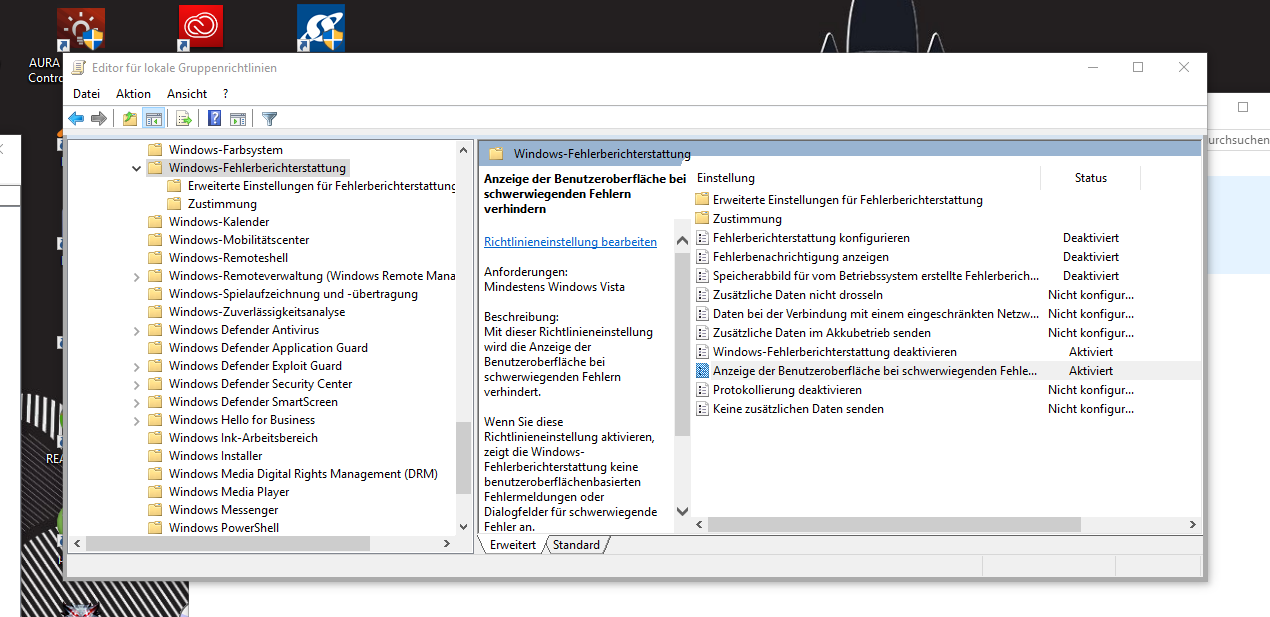 AURA
Contro
REA
Editor für lokale Gruppenrichtlinien
Datei Aktion Ansicht ?
urchsuchen
Windows-Farbsystem
Windows-Fehlerberichterstattung
Erweiterte Einstellungen für Fehlerberichterstattung
Zustimmung
Windows-Kalender
Windows-Mobilitätscenter
Windows-Remoteshell
Windows-Remoteverwaltung (Windows Remote Mana
Windows-Spielaufzeichnung und -übertragung
Windows-Zuverlässigkeitsanalyse
Windows Defender Antivirus
Windows Defender Application Guard
Windows Defender Exploit Guard
Windows Defender Security Center
Windows Defender SmartScreen
Windows Hello for Business
Windows Ink-Arbeitsbereich
Windows Installer
Windows Media Digital Rights Management (DRM)
Windows Media Player
Windows Messenger
Windows PowerShell
Windows-Fehlerberichterstattung
Anzeige der Benutzeroberfläche bei
schwerwiegenden Fehlern
verhindern
Richtlinieneinstellung bearbeiten
Anforderungen:
Mindestens Windows Vista
Beschreibung:
Mit dieser Richtlinieneinstellung
wird die Anzeige der
Benutzeroberfläche bei
schwerwiegenden Fehlern
verhindert.
Wenn Sie diese
Richtlinieneinstellung aktivieren,
zeigt die Windows-
Fehlerberichterstattung keine
benutzeroberflächenbasierten
Fehlermeldungen oder
Dialogfelder für schwerwiegende
Fehler an.
Einstellung Status
Erweiterte Einstellungen für Fehlerberichterstattung
Zustimmung
Fehlerberichterstattung konfigurieren Deaktiviert
Fehlerbenachrichtigung anzeigen Deaktiviert
Speicherabbild für vom Betriebssystem erstellte Fehlerberich... Deaktiviert
Zusätzliche Daten nicht drosseln Nicht konfigur...
Daten bei der Verbindung mit einem eingeschränkten Netzw... Nicht konfigur...
Zusätzliche Daten im Akkubetrieb senden Nicht konfigur...
Windows-Fehlerberichterstattung deaktivieren Aktiviert
Anzeige der Benutzeroberfläche bei schwerwiegenden Fehle... Aktiviert
Protokollierung deaktivieren Nicht konfigur...
Keine zusätzlichen Daten senden Nicht konfigur...
Erweitert Standard